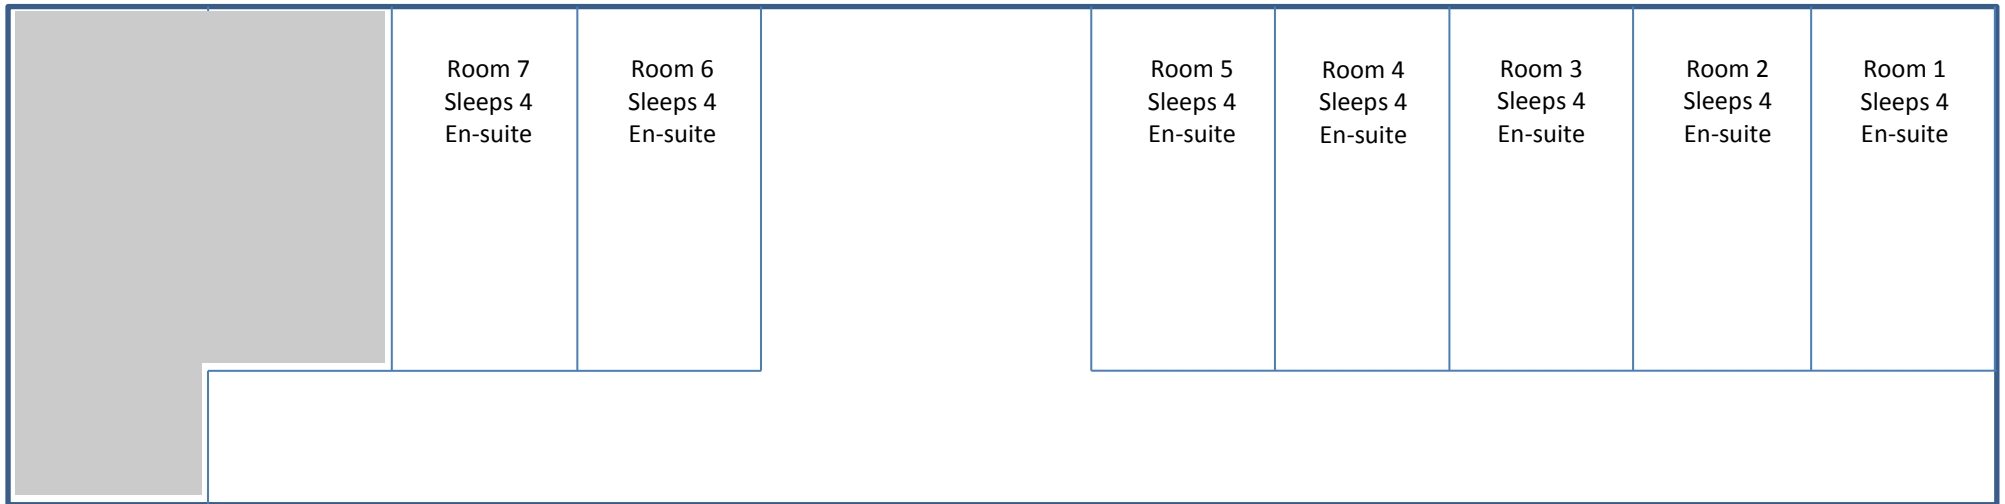 Room 7
Sleeps 4
En-suite
Room 6
Sleeps 4
En-suite
Room 5
Sleeps 4
En-suite
Room 4
Sleeps 4
En-suite
Room 3
Sleeps 4
En-suite
Room 2
Sleeps 4
En-suite
Room 1
Sleeps 4
En-suite